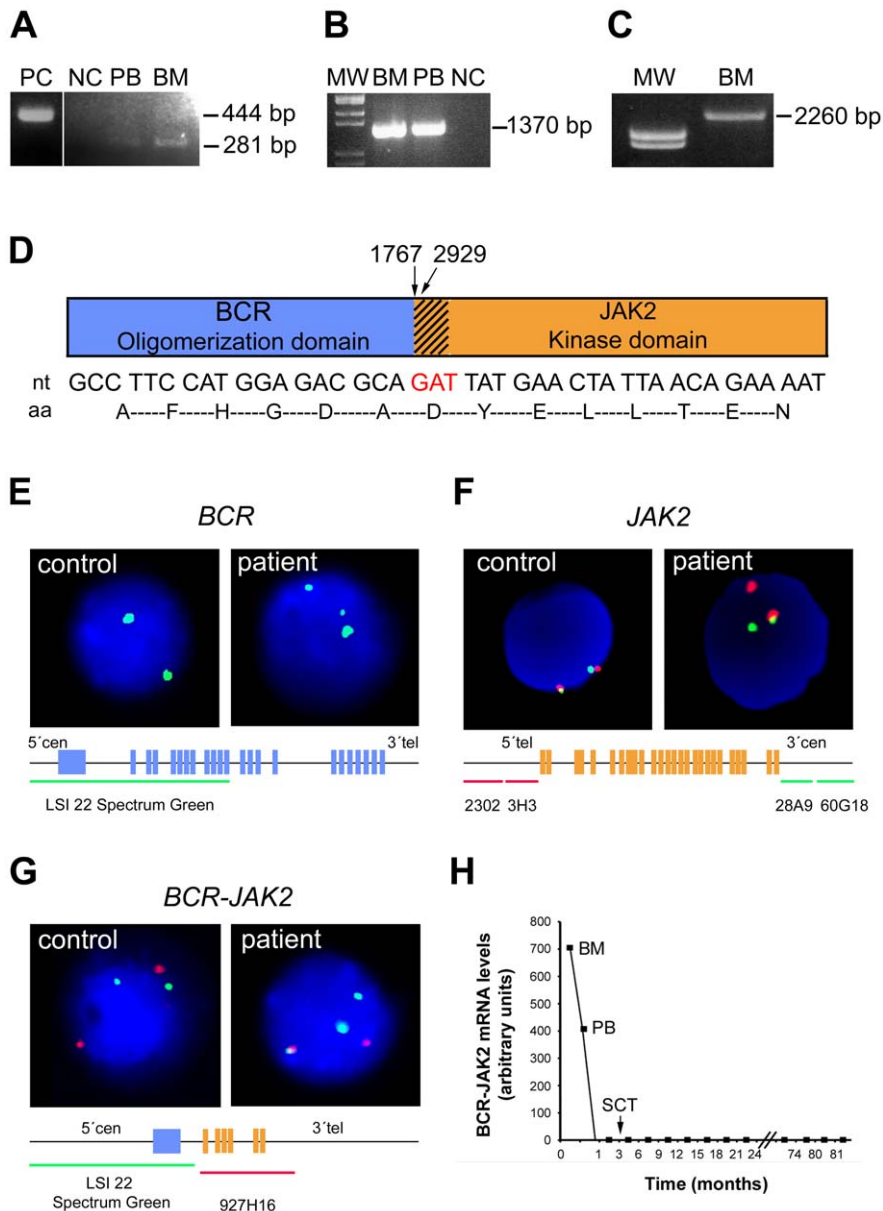 A
PC NC PB BM
444 bp
281 bp
B
MW BM PB NC
1370 bp
C
MW BM
2260 bp
D
1767 2929
BCR
Oligomerization domain
JAK2
Kinase domain
nt GCC TTC CAT GGA GAC GCA GAT TAT GAA CTA TTA ACA GAA AAT
aa A-----F-----H-----G-----D-----A-----D-----Y-----E-----L-----L-----T-----E-----N
E
BCR
control
patient
5´cen 3´tel
LSI 22 Spectrum Green
F
JAK2
control
patient
5´tel 3´cen
2302 3H3 28A9 60G18
G
BCR-JAK2
control
patient
5´cen 3´tel
LSI 22
Spectrum Green
927H16
H
BCR-JAK2 mRNA levels
(arbitrary units)
800
700
600
500
400
300
200
100
0
BM
PB
SCT
0 1 3 6 9 12 15 18 21 24 74 80 81
Time (months)